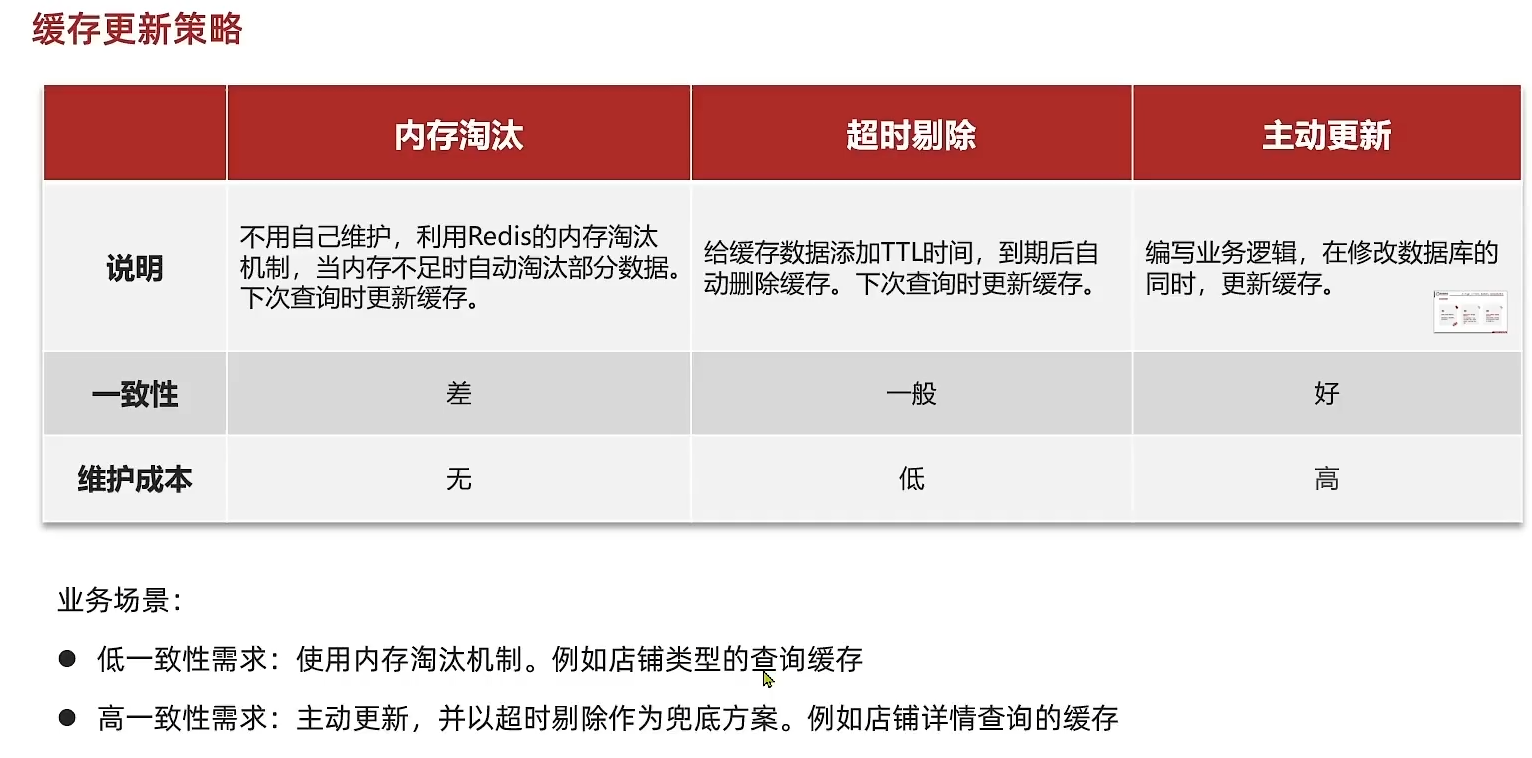 缓存更新策略
内存淘汰
超时剔除
主动更新
说明
不用自己维护，利用Redis的内存淘汰
机制，当内存不足时自动淘汰部分数据。
下次查询时更新缓存。
给缓存数据添加TTL时间，到期后自
动删除缓存。下次查询时更新缓存。
编写业务逻辑，在修改数据库的
同时，更新缓存。
一致性
差
一般
好
维护成本
无
低
高
业务场景：
● 低一致性需求：使用内存淘汰机制。例如店铺类型的查询缓存
● 高一致性需求：主动更新，并以超时剔除作为兜底方案。例如店铺详情查询的缓存